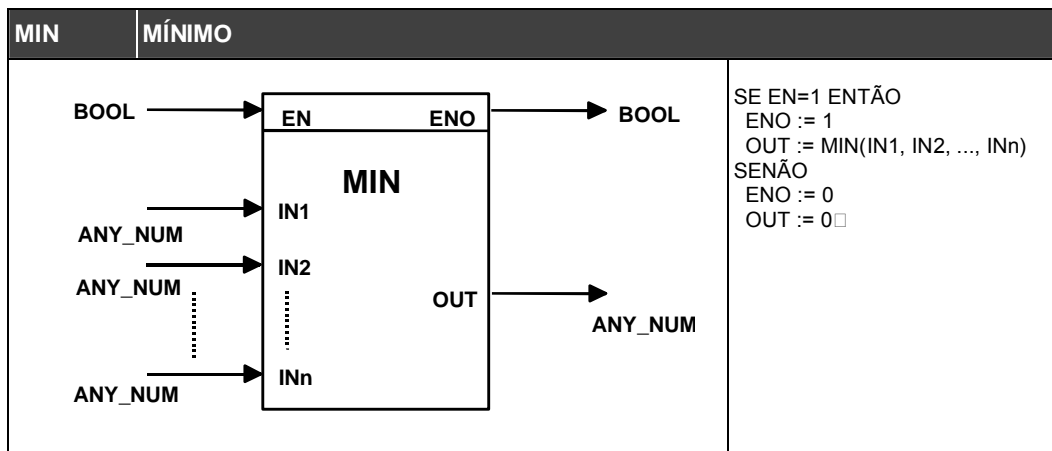 MIN MÍNIMO
BOOL EN ENO BOOL
MIN
IN1
ANY_NUM
IN2
ANY_NUM
OUT
ANY_NUM
INn
ANY_NUM
SE EN=1 ENTÃO
ENO := 1
OUT := MIN(IN1, IN2, ..., INn)
SENÃO
ENO := 0
OUT := 0□